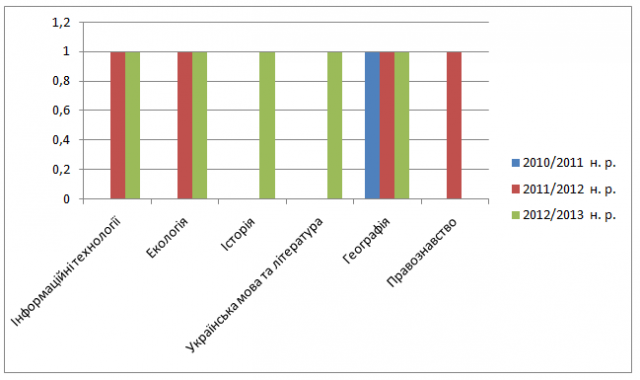 1,2
1
0,8
0,6
0,4
0,2
0
Інформаційні технології
Екологія
Історія
Українська мова та література
Географія
Правознавство
2010/2011 н. р.
2011/2012 н. р.
2012/2013 н. р.